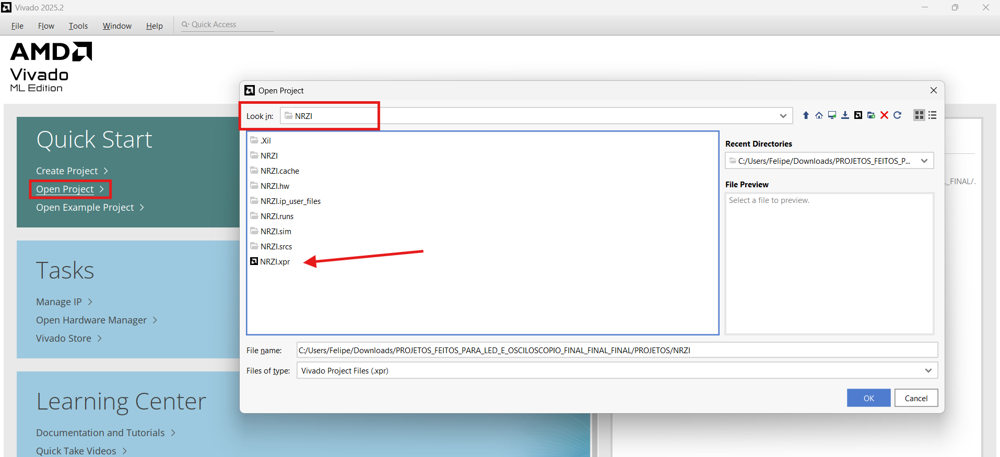 Vivado 2025.2
File Flow Tools Window Help Quick Access
AMD
Vivado
ML Edition
Quick Start
Create Project >
Open Project >
Open Example Project >
Tasks
Manage IP >
Open Hardware Manager >
Vivado Store >
Learning Center
Documentation and Tutorials >
Quick Take Videos >
Open Project
Look in: NRZI
.Xil
NRZI
NRZI.cache
NRZI.hw
NRZI.ip_user_files
NRZI.runs
NRZI.sim
NRZI.srcs
NRZI.xpr
Recent Directories
C:/Users/Felipe/Downloads/PROJETOS_FEITOS_P...
File Preview
Select a file to preview.
File name: C:/Users/Felipe/Downloads/PROJETOS_FEITOS_PARA_LED_E_OSCILOSCOPIO_FINAL_FINAL_FINAL/PROJETOS/NRZI
Files of type: Vivado Project Files (.xpr)
OK Cancel
_FINAL/.